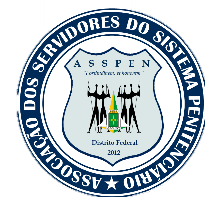 ASSOCIAÇÃO DOS SERVIDORES DO SISTEMA PENITENCIÁRIO
ASSPEN
Distrito Federal
2012